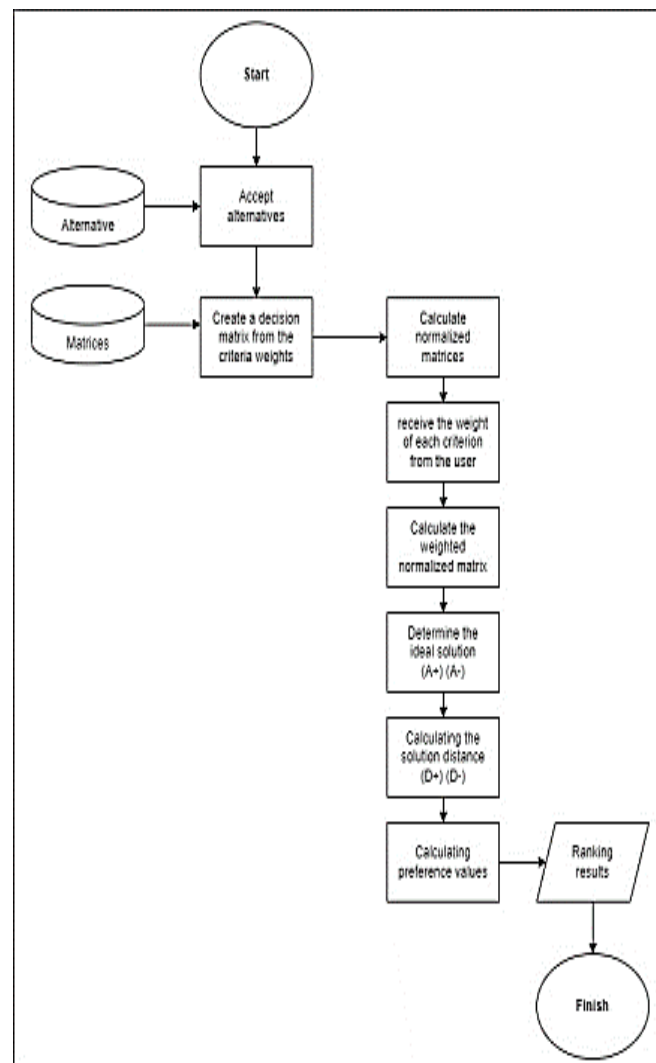 Start
Alternative
Accept
alternatives
Matrices
Create a decision
matrix from the
criteria weights
Calculate
normalized
matrices
receive the weight
of each criterion
from the user
Calculate the
weighted
normalized matrix
Determine the
ideal solution
(A+) (A-)
Calculating the
solution distance
(D+) (D-)
Calculating
preference values
Ranking
results
Finish